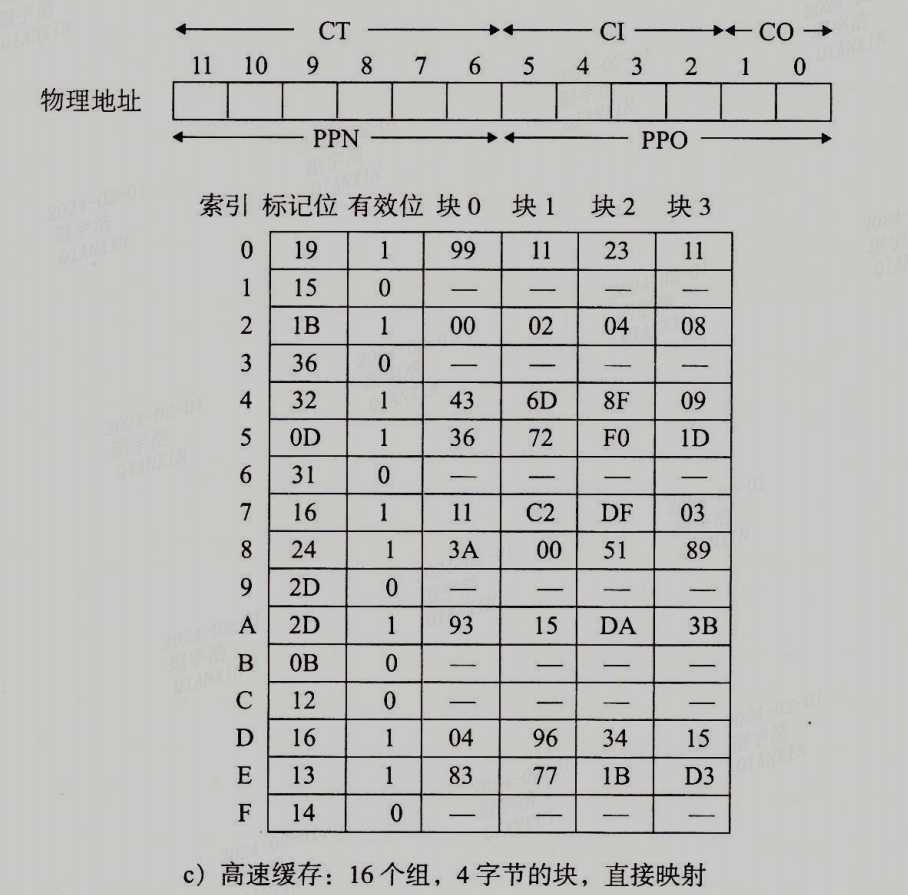 CT CI CO
11 10 9 8 7 6 5 4 3 2 1 0
物理地址
PPN PPO
索引 标记位 有效位 块 0 块 1 块 2 块 3
0 19 1 99 11 23 11
1 15 0 — — — —
2 1B 1 00 02 04 08
3 36 0 — — — —
4 32 1 43 6D 8F 09
5 0D 1 36 72 F0 1D
6 31 0 — — — —
7 16 1 11 C2 DF 03
8 24 1 3A 00 51 89
9 2D 0 — — — —
A 2D 1 93 15 DA 3B
B 0B 0 — — — —
C 12 0 — — — —
D 16 1 04 96 34 15
E 13 1 83 77 1B D3
F 14 0 — — — —
c）高速缓存：16 个组，4 字节的块，直接映射